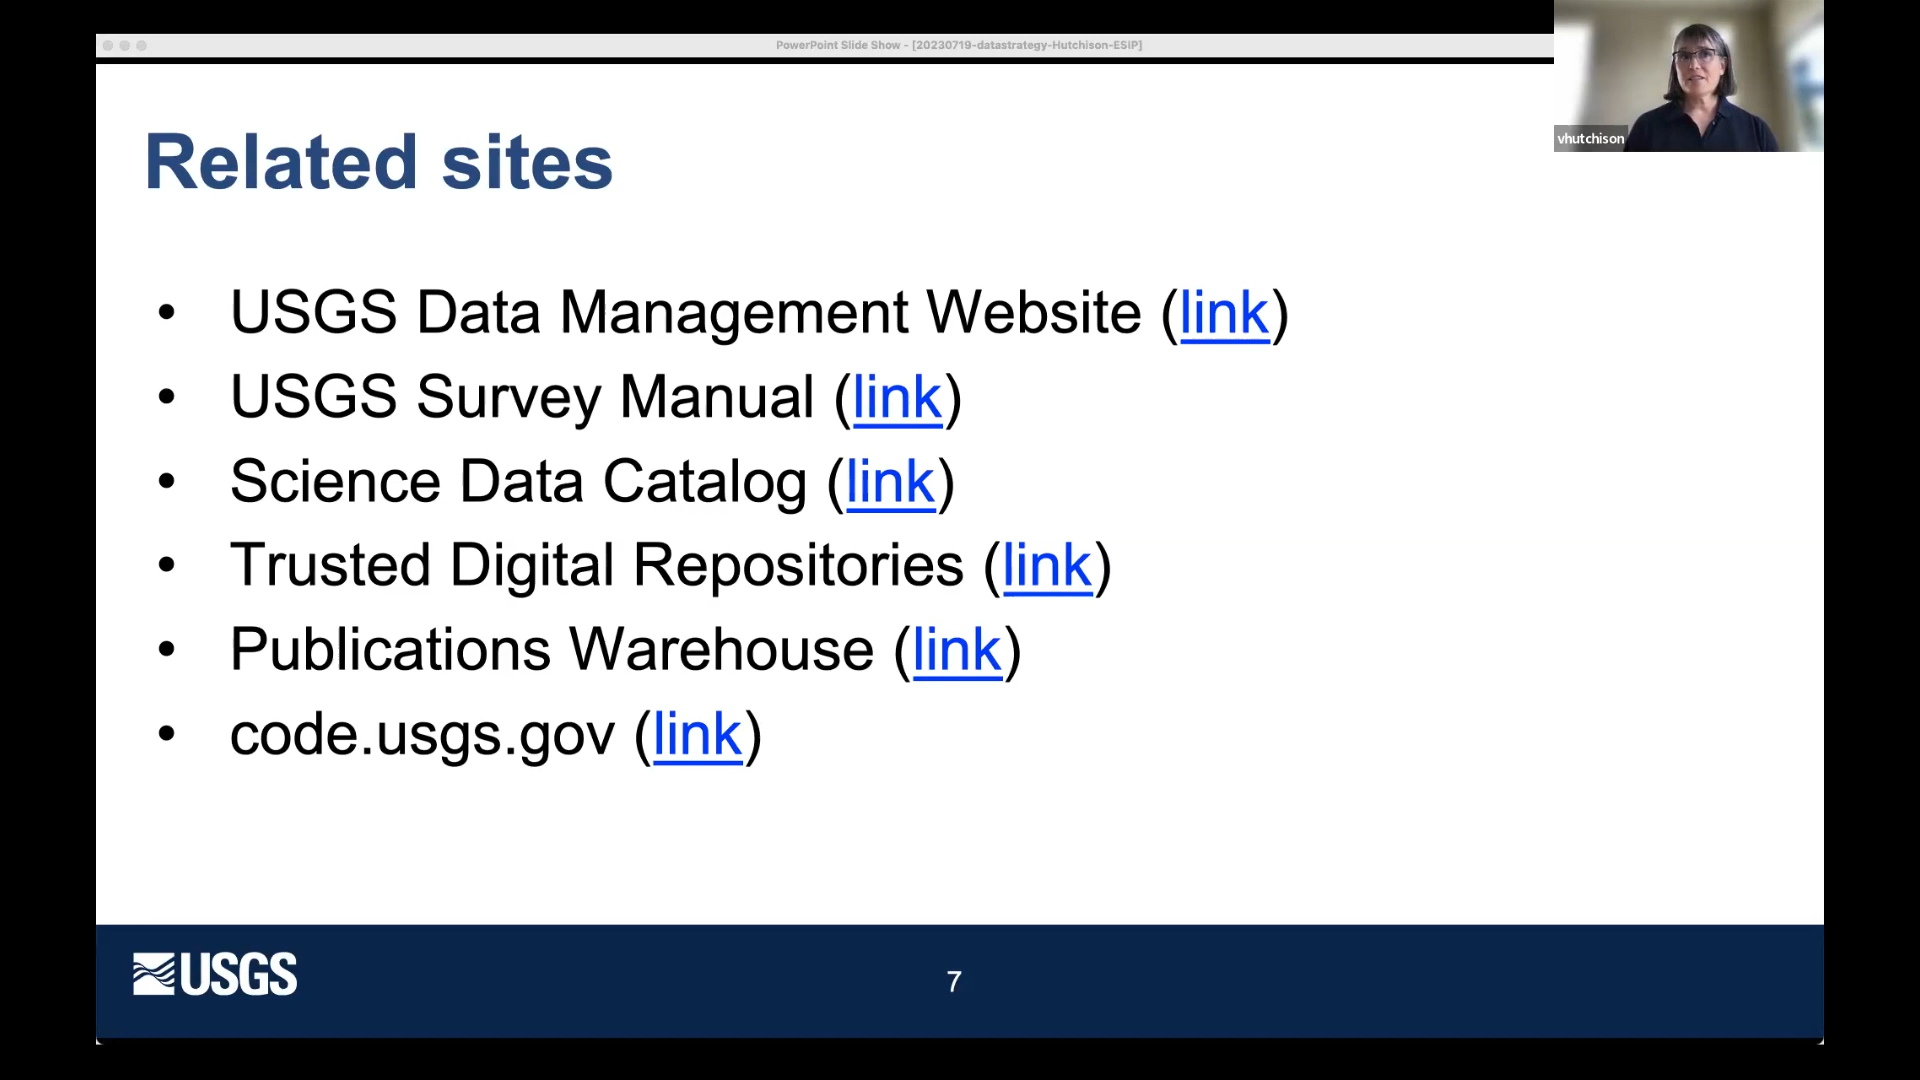 PowerPoint Slide Show - [20230719-datastrategy-Hutchison-ESIP]
vhutchison
Related sites
• USGS Data Management Website (link)
• USGS Survey Manual (link)
• Science Data Catalog (link)
• Trusted Digital Repositories (link)
• Publications Warehouse (link)
• code.usgs.gov (link)
USGS
7